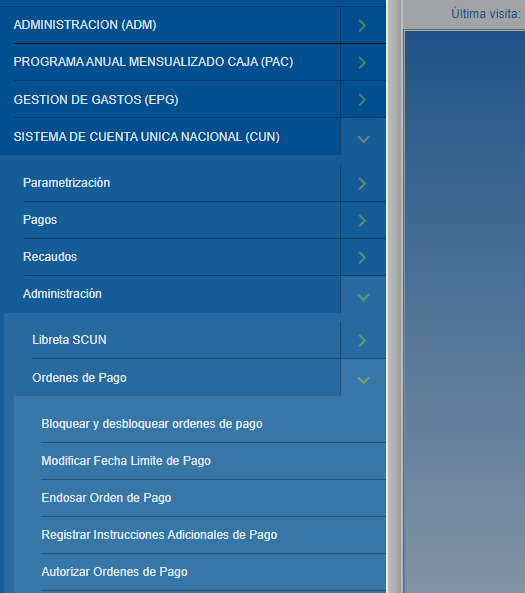 Última visita:
ADMINISTRACION (ADM)
PROGRAMA ANUAL MENSUALIZADO CAJA (PAC)
GESTION DE GASTOS (EPG)
SISTEMA DE CUENTA UNICA NACIONAL (CUN)
Parametrización
Pagos
Recaudos
Administración
Libreta SCUN
Ordenes de Pago
Bloquear y desbloquear ordenes de pago
Modificar Fecha Limite de Pago
Endosar Orden de Pago
Registrar Instrucciones Adicionales de Pago
Autorizar Ordenes de Pago